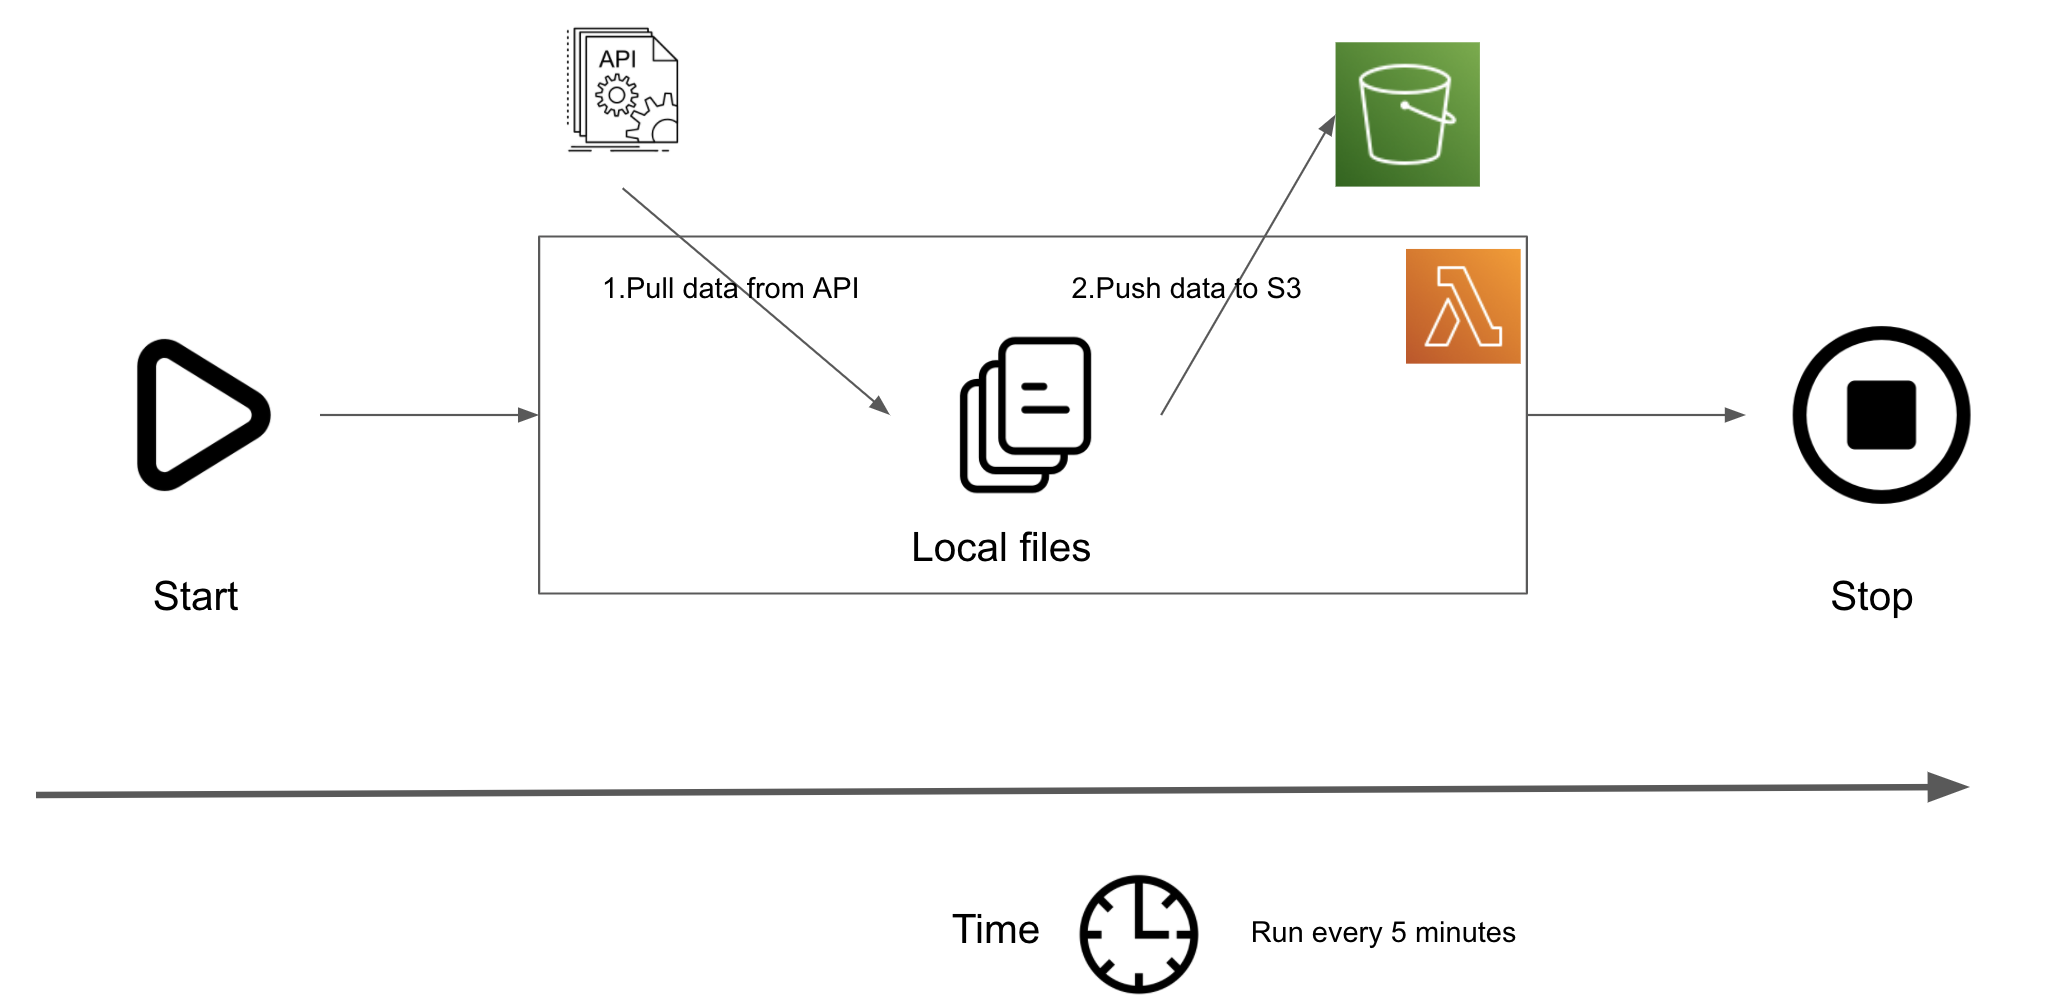 API
1.Pull data from API
2.Push data to S3
Local files
Start
Stop
Time
Run every 5 minutes